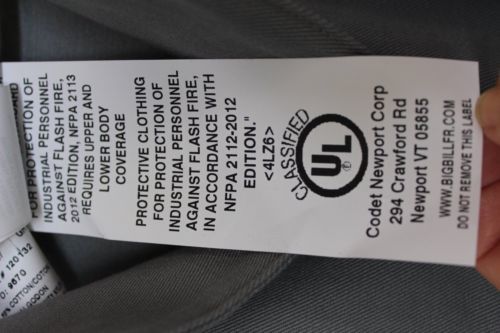 FOR PROTECTION OF
INDUSTRIAL PERSONNEL
AGAINST FLASH FIRE,
2012 EDITION, NFPA 2113
REQUIRES UPPER AND
LOWER BODY
COVERAGE
PROTECTIVE CLOTHING
FOR PROTECTION OF
INDUSTRIAL PERSONNEL
AGAINST FLASH FIRE,
IN ACCORDANCE WITH
NFPA 2112-2012
EDITION."
<4LZ6>
CLASSIFIED
UL
Codet Newport Corp
294 Crawford Rd
Newport VT 05855
WWW.BIGBILLFR.COM
DO NOT REMOVE THIS LABEL